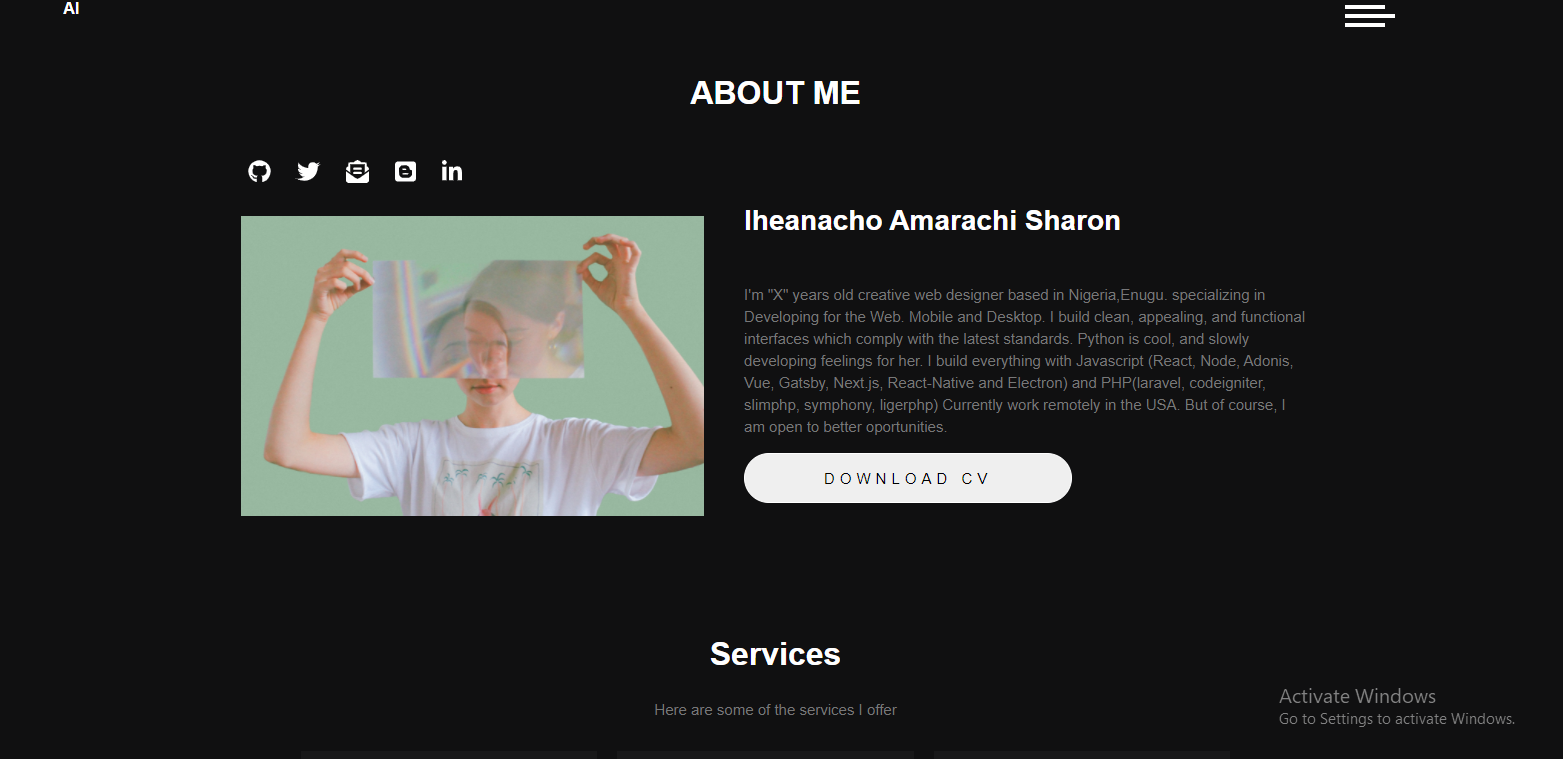 AI
ABOUT ME
Iheanacho Amarachi Sharon
I'm "X" years old creative web designer based in Nigeria,Enugu. specializing in
Developing for the Web. Mobile and Desktop. I build clean, appealing, and functional
interfaces which comply with the latest standards. Python is cool, and slowly
developing feelings for her. I build everything with Javascript (React, Node, Adonis,
Vue, Gatsby, Next.js, React-Native and Electron) and PHP(laravel, codeigniter,
slimphp, symphony, ligerphp) Currently work remotely in the USA. But of course, I
am open to better oportunities.
DOWNLOAD CV
Services
Here are some of the services I offer
Activate Windows
Go to Settings to activate Windows.